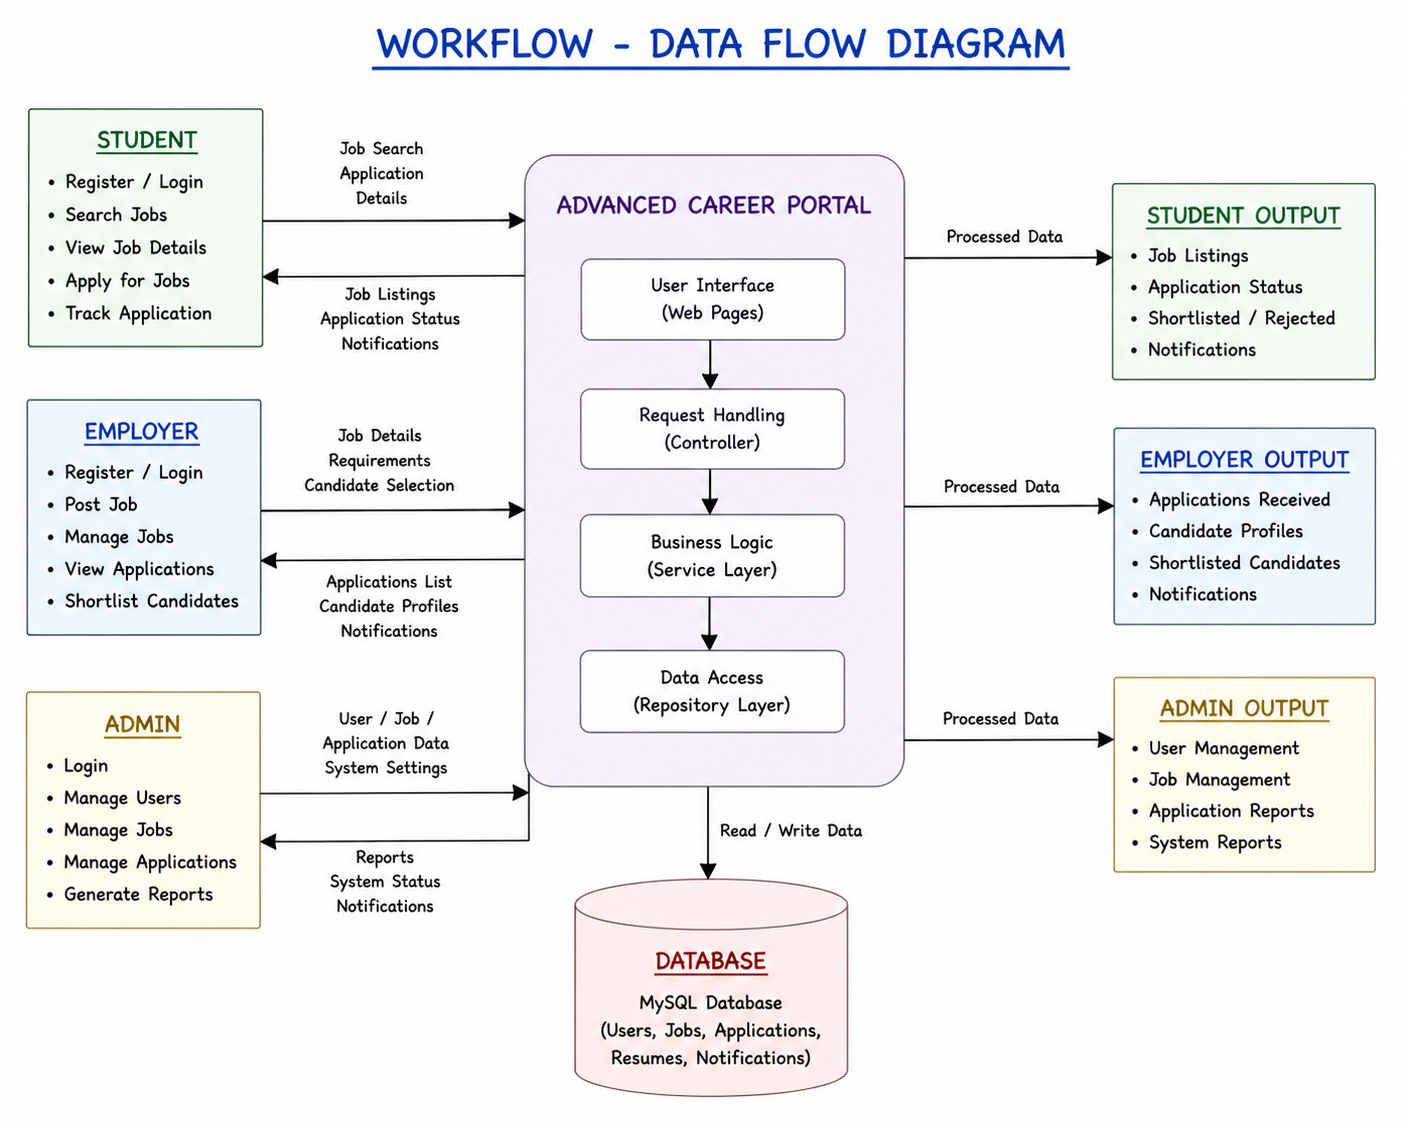 WORKFLOW - DATA FLOW DIAGRAM
STUDENT
• Register / Login
• Search Jobs
• View Job Details
• Apply for Jobs
• Track Application
Job Search
Application
Details
Job Listings
Application Status
Notifications
EMPLOYER
• Register / Login
• Post Job
• Manage Jobs
• View Applications
• Shortlist Candidates
Job Details
Requirements
Candidate Selection
Applications List
Candidate Profiles
Notifications
ADMIN
• Login
• Manage Users
• Manage Jobs
• Manage Applications
• Generate Reports
User / Job /
Application Data
System Settings
Reports
System Status
Notifications
ADVANCED CAREER PORTAL
User Interface
(Web Pages)
Request Handling
(Controller)
Business Logic
(Service Layer)
Data Access
(Repository Layer)
Read / Write Data
DATABASE
MySQL Database
(Users, Jobs, Applications,
Resumes, Notifications)
Processed Data
STUDENT OUTPUT
• Job Listings
• Application Status
• Shortlisted / Rejected
• Notifications
Processed Data
EMPLOYER OUTPUT
• Applications Received
• Candidate Profiles
• Shortlisted Candidates
• Notifications
Processed Data
ADMIN OUTPUT
• User Management
• Job Management
• Application Reports
• System Reports